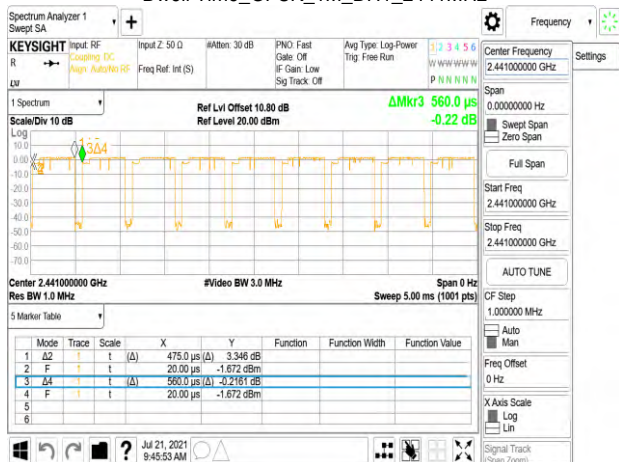 Spectrum Analyzer 1
Swept SA
Frequency
KEYSIGHT
Input: RF
Input Z: 50 Ω
#Atten: 30 dB
PNO: Fast
Avg Type: Log-Power
1 2 3 4 5 6
R
Coupling: DC
Gate: Off
Trig: Free Run
W W W W W W
Align: Auto/No RF
Freq Ref: Int (S)
IF Gain: Low
Sig Track: Off
P N N N N N
1 Spectrum
Ref Lvl Offset 10.80 dB
ΔMkr3 560.0 µs
Scale/Div 10 dB
Ref Level 20.00 dBm
-0.22 dB
Log
10.0
3Δ4
0.00
-10.0
-20.0
-30.0
-40.0
-50.0
-60.0
-70.0
Center 2.441000000 GHz
#Video BW 3.0 MHz
Span 0 Hz
Res BW 1.0 MHz
Sweep 5.00 ms (1001 pts)
5 Marker Table
Mode Trace Scale X Y Function Function Width Function Value
1 Δ2 1 t (Δ) 475.0 µs (Δ) 3.346 dB
2 F 1 t 20.00 µs -1.672 dBm
3 Δ4 1 t (Δ) 560.0 µs (Δ) -0.2161 dB
4 F 1 t 20.00 µs -1.672 dBm
5
6
Jul 21, 2021
9:45:53 AM
Center Frequency
2.441000000 GHz
Settings
Span
0.00000000 Hz
Swept Span
Zero Span
Full Span
Start Freq
2.441000000 GHz
Stop Freq
2.441000000 GHz
AUTO TUNE
CF Step
1.000000 MHz
Auto
Man
Freq Offset
0 Hz
X Axis Scale
Log
Lin
Signal Track
(Span Zoom)